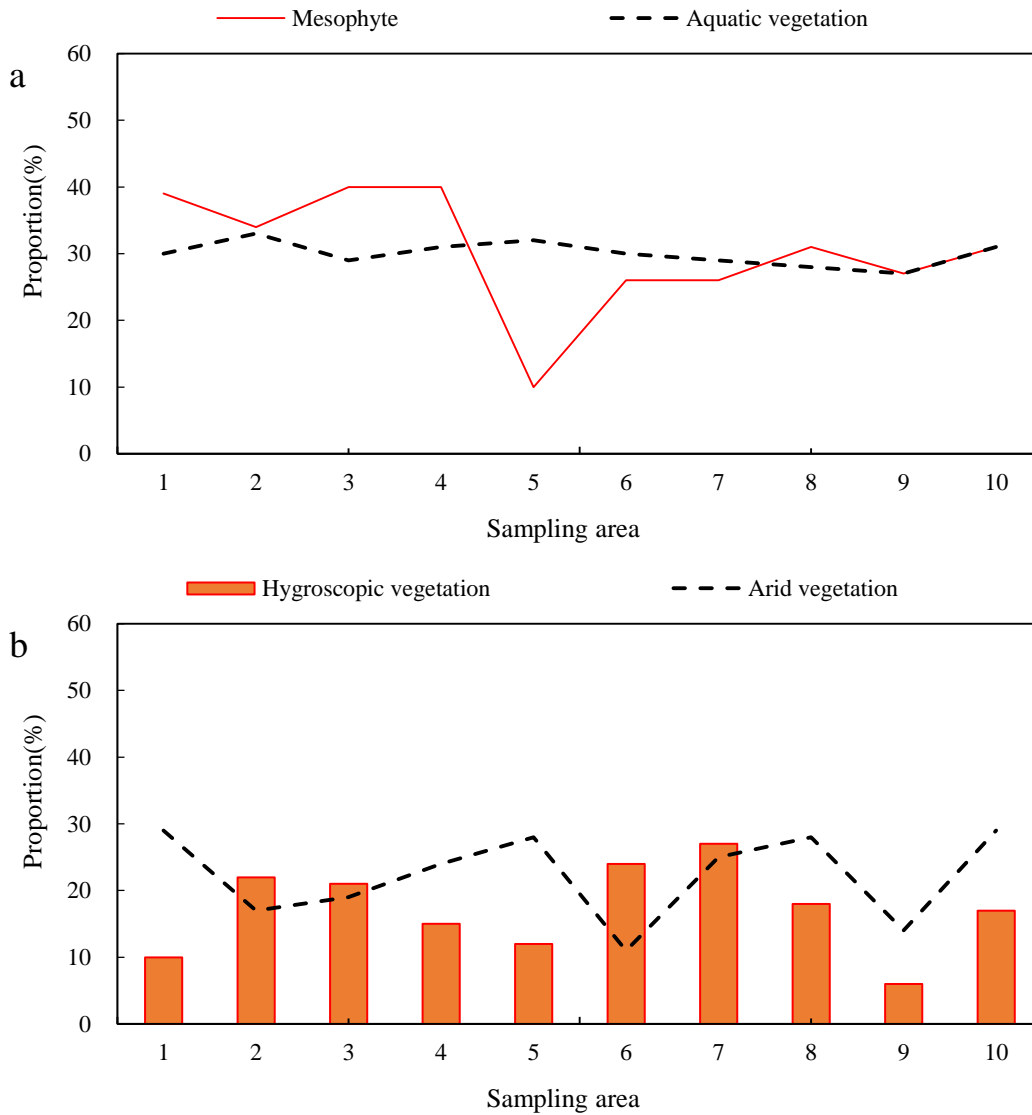 Mesophyte Aquatic vegetation
a
60
50
40
30
20
10
0
Proportion(%)
1 2 3 4 5 6 7 8 9 10
Sampling area
Hygroscopic vegetation Arid vegetation
b
60
50
40
30
20
10
0
Proportion(%)
1 2 3 4 5 6 7 8 9 10
Sampling area